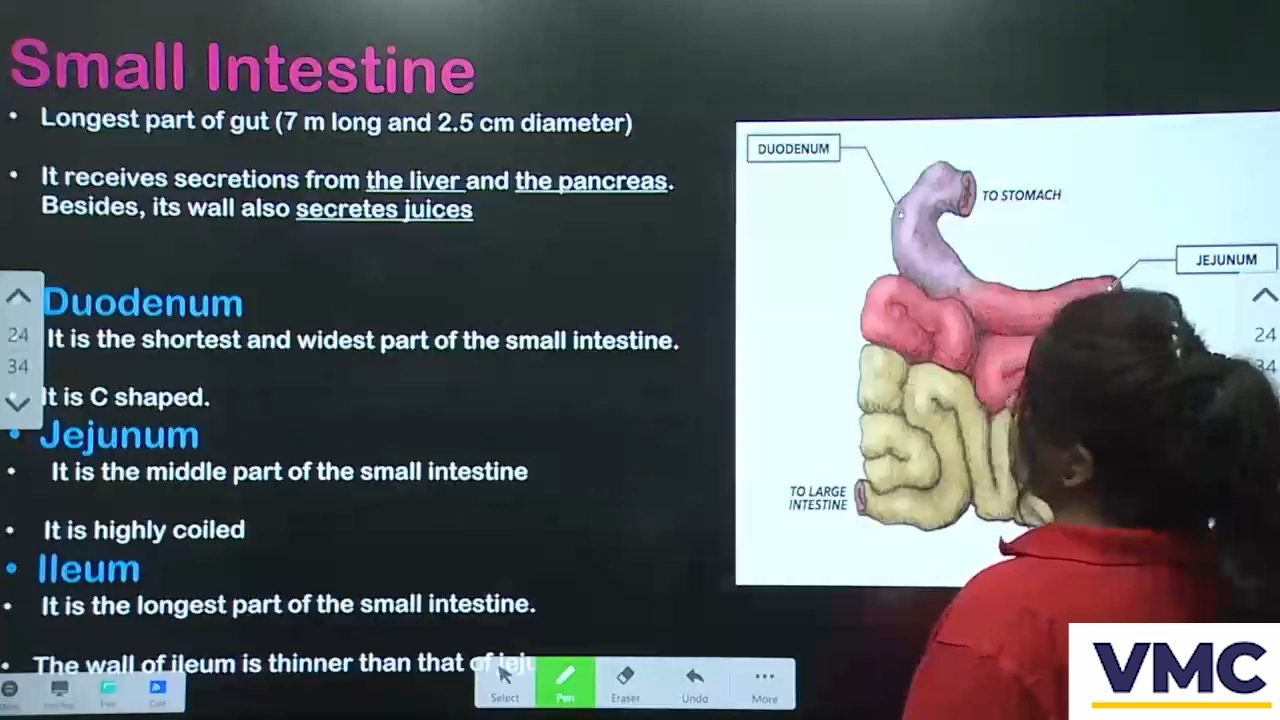 Small Intestine
• Longest part of gut (7 m long and 2.5 cm diameter)
• It receives secretions from the liver and the pancreas.
Besides, its wall also secretes juices
Duodenum
It is the shortest and widest part of the small intestine.
It is C shaped.
• Jejunum
• It is the middle part of the small intestine
• It is highly coiled
• Ileum
• It is the longest part of the small intestine.
• The wall of ileum is thinner than that of
24
34
DUODENUM
TO STOMACH
JEJUNUM
TO LARGE
INTESTINE
24
34
Select
Pen
Eraser
Undo
More
VMC